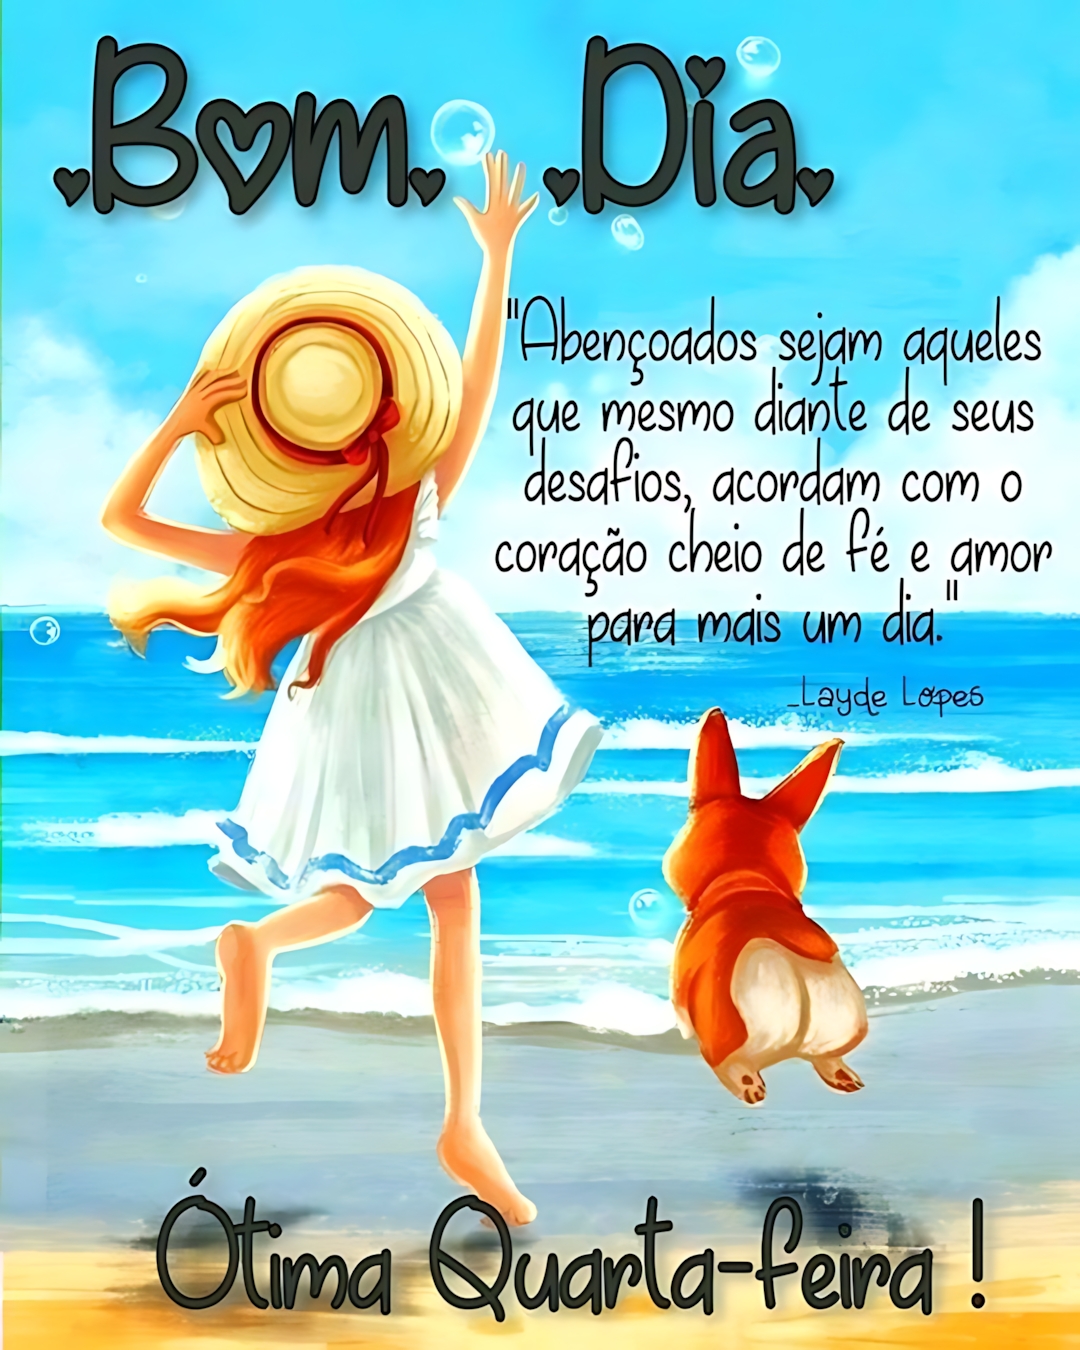 Bom Dia
"Abençoados sejam aqueles
que mesmo diante de seus
desafios, acordam com o
coração cheio de fé e amor
para mais um dia."
_Layde Lopes
Ótima Quarta-feira !